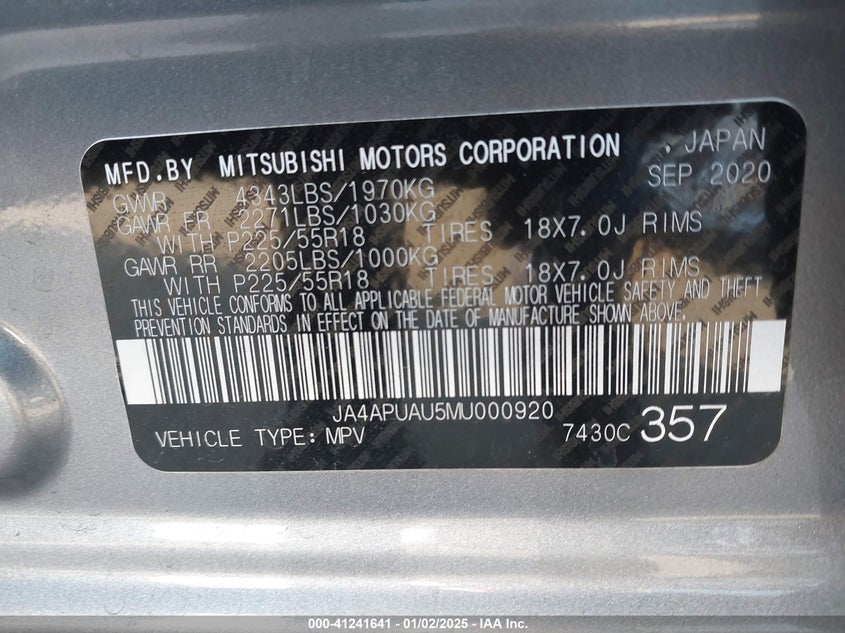 MFD.BY MITSUBISHI MOTORS CORPORATION , JAPAN
SEP 2020
GVWR 4343LBS/1970KG
GAWR FR 2271LBS/1030KG
WITH P225/55R18 TIRES 18X7.0J RIMS
GAWR RR 2205LBS/1000KG
WITH P225/55R18 TIRES 18X7.0J RIMS
THIS VEHICLE CONFORMS TO ALL APPLICABLE FEDERAL MOTOR VEHICLE SAFETY AND THEFT
PREVENTION STANDARDS IN EFFECT ON THE DATE OF MANUFACTURE SHOWN ABOVE.
JA4APUAU5MU000920
VEHICLE TYPE: MPV 7430C 357
000-41241641 - 01/02/2025 - IAA Inc.